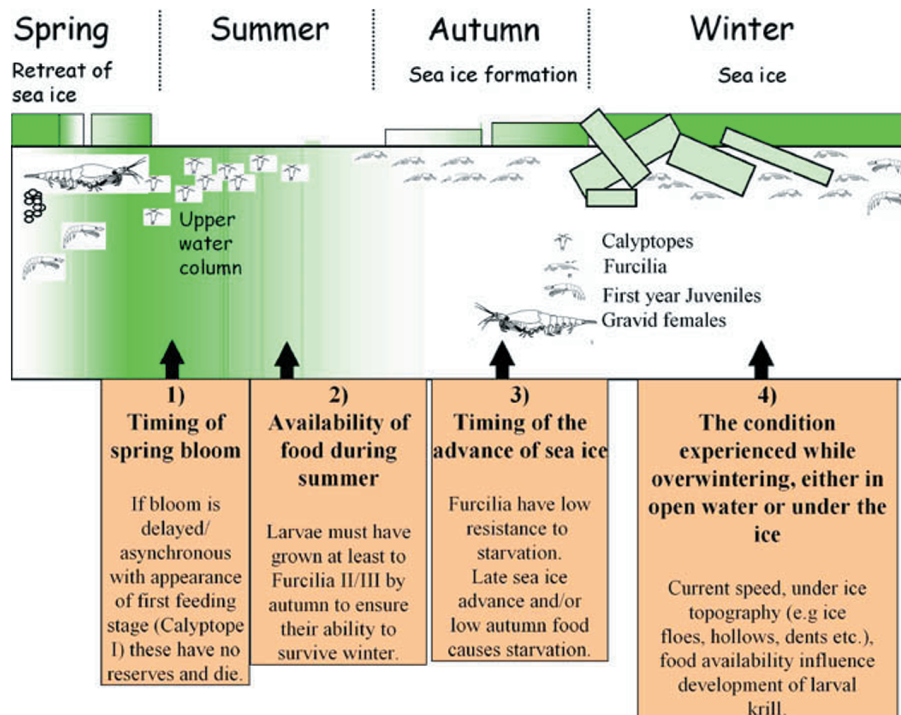 Spring
Summer
Autumn
Winter
Retreat of
sea ice
Sea ice formation
Sea ice
Upper
water
column
Calyptopes
Furcilia
First year Juveniles
Gravid females
1)
Timing of
spring bloom
If bloom is
delayed/
asynchronous
with appearance
of first feeding
stage (Calyptope
I) these have no
reserves and die.
2)
Availability of
food during
summer
Larvae must have
grown at least to
Furcilia II/III by
autumn to ensure
their ability to
survive winter.
3)
Timing of the
advance of sea ice
Furcilia have low
resistance to
starvation.
Late sea ice
advance and/or
low autumn food
causes starvation.
4)
The condition
experienced while
overwintering, either in
open water or under the
ice
Current speed, under ice
topography (e.g ice
floes, hollows, dents etc.),
food availability influence
development of larval
krill.